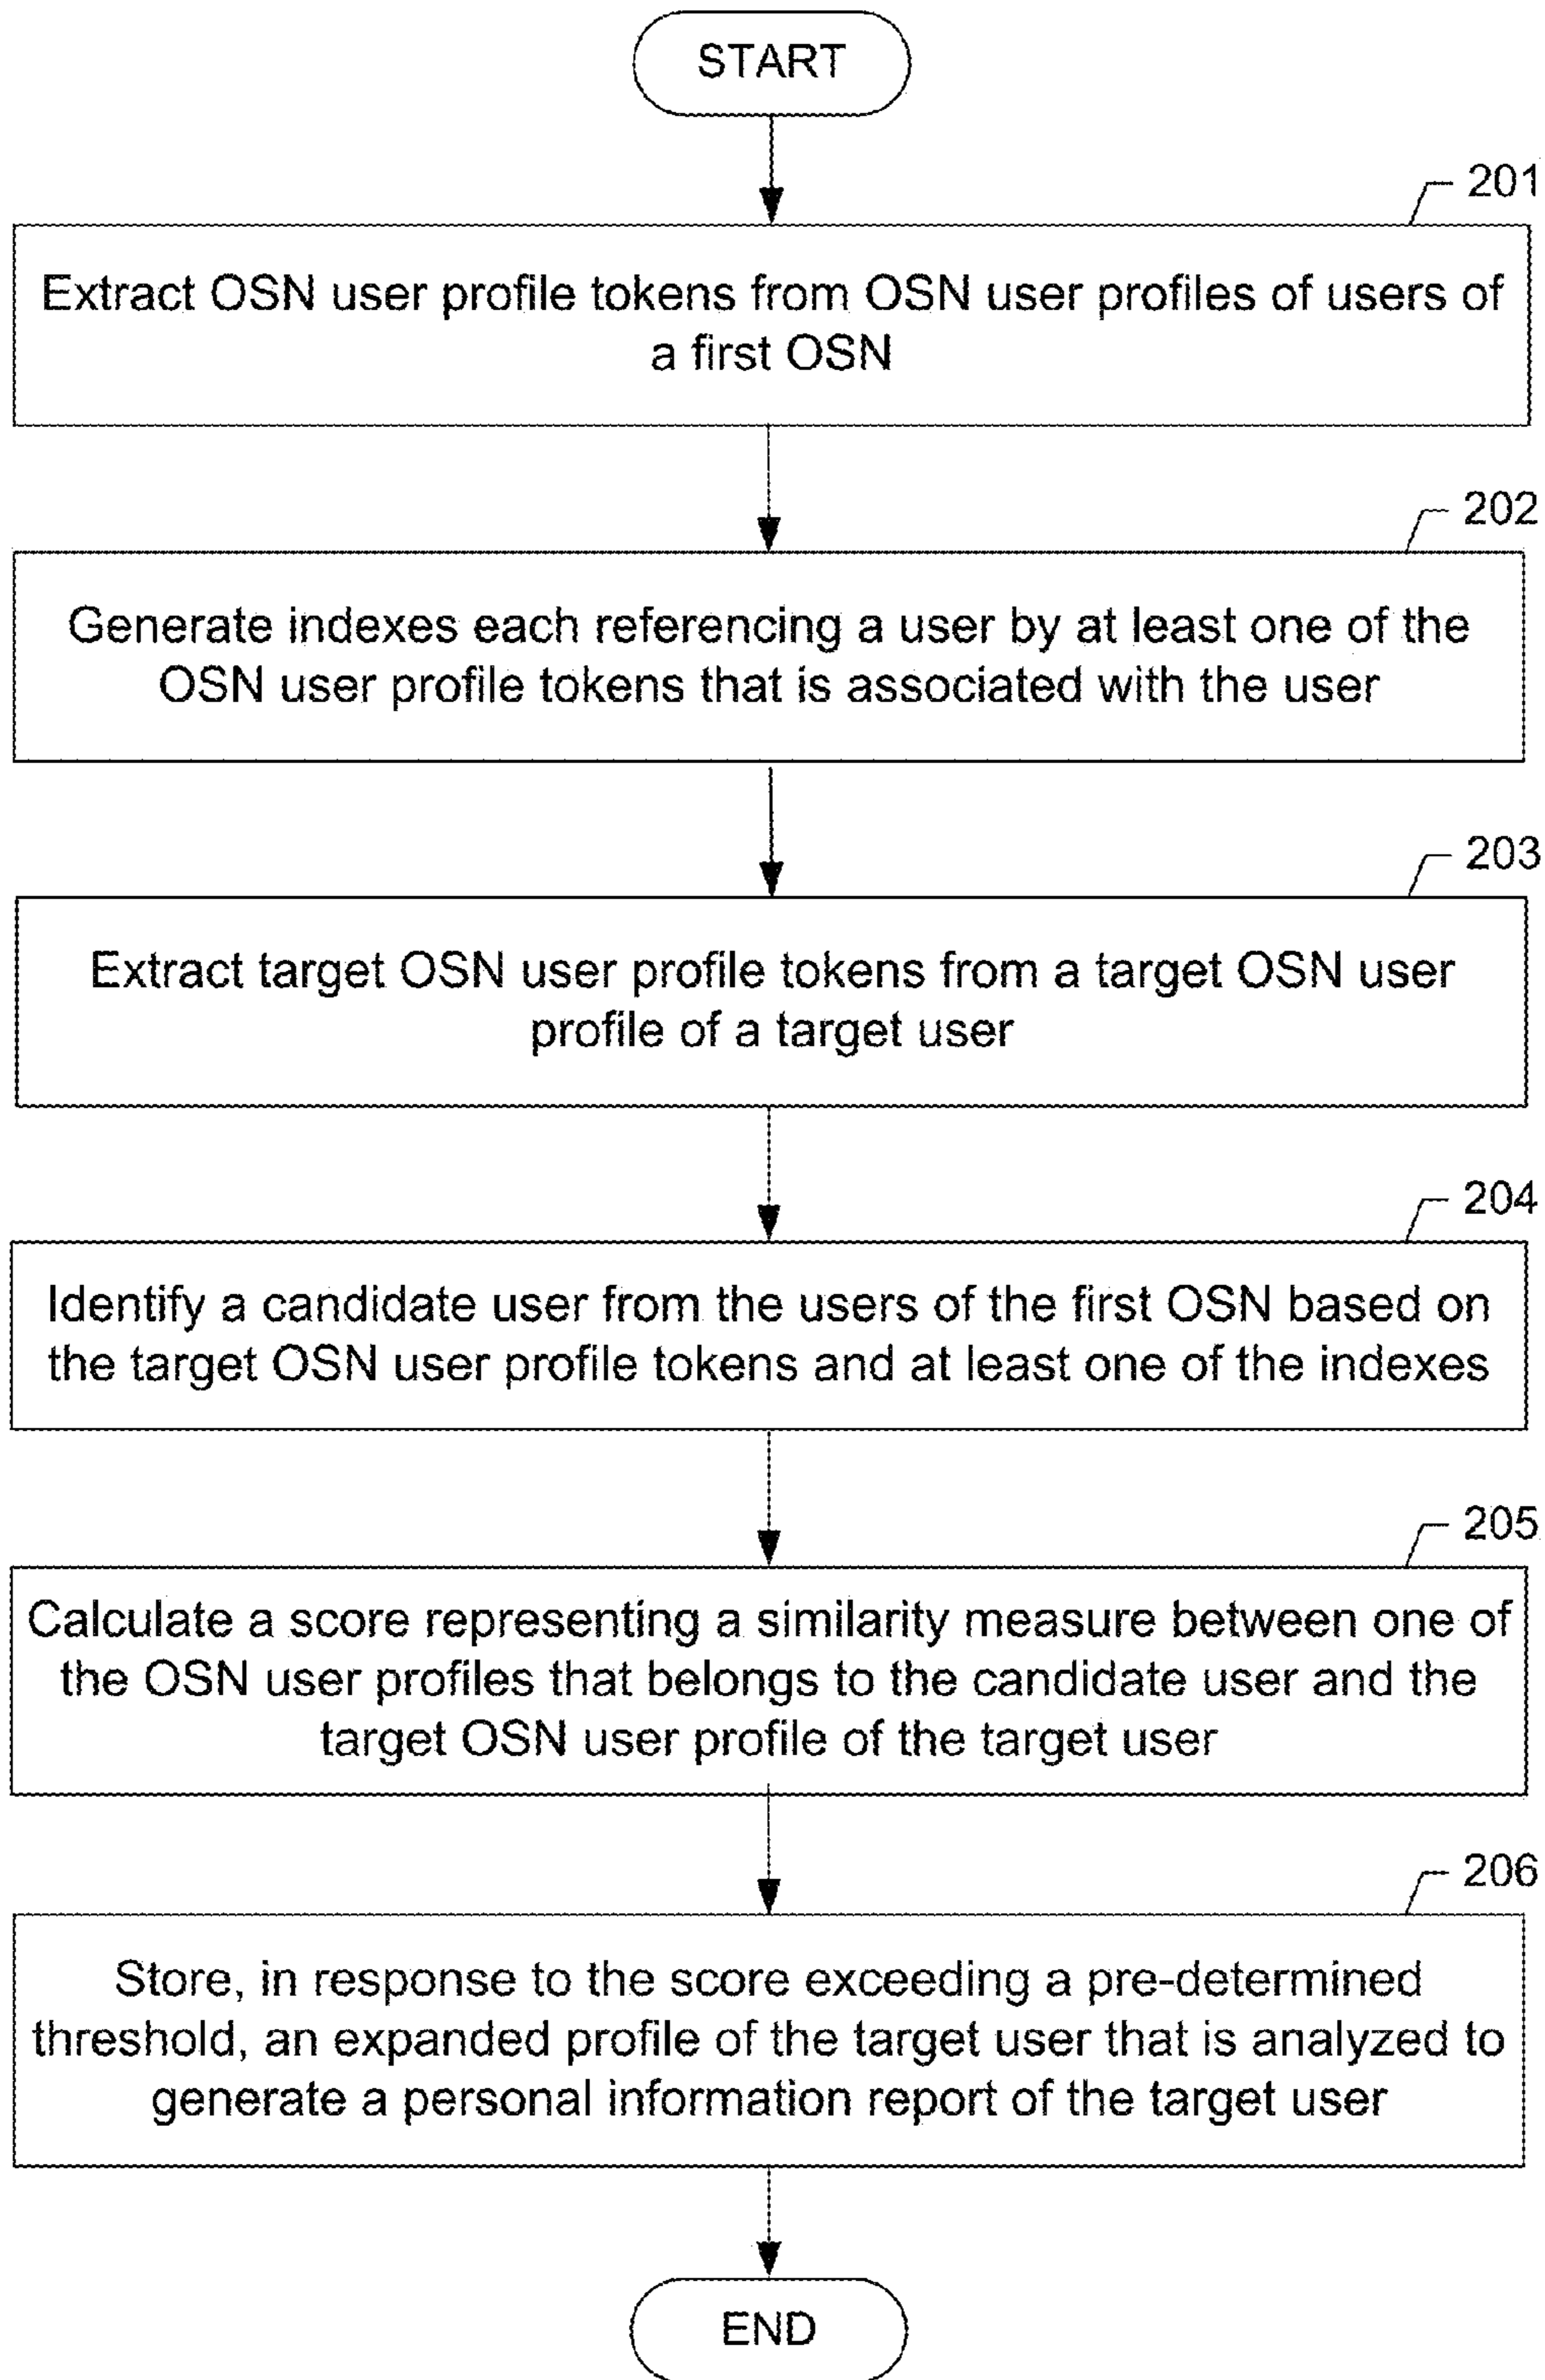 START
201
Extract OSN user profile tokens from OSN user profiles of users of
a first OSN
202
Generate indexes each referencing a user by at least one of the
OSN user profile tokens that is associated with the user
203
Extract target OSN user profile tokens from a target OSN user
profile of a target user
204
Identify a candidate user from the users of the first OSN based on
the target OSN user profile tokens and at least one of the indexes
205
Calculate a score representing a similarity measure between one of
the OSN user profiles that belongs to the candidate user and the
target OSN user profile of the target user
206
Store, in response to the score exceeding a pre-determined
threshold, an expanded profile of the target user that is analyzed to
generate a personal information report of the target user
END